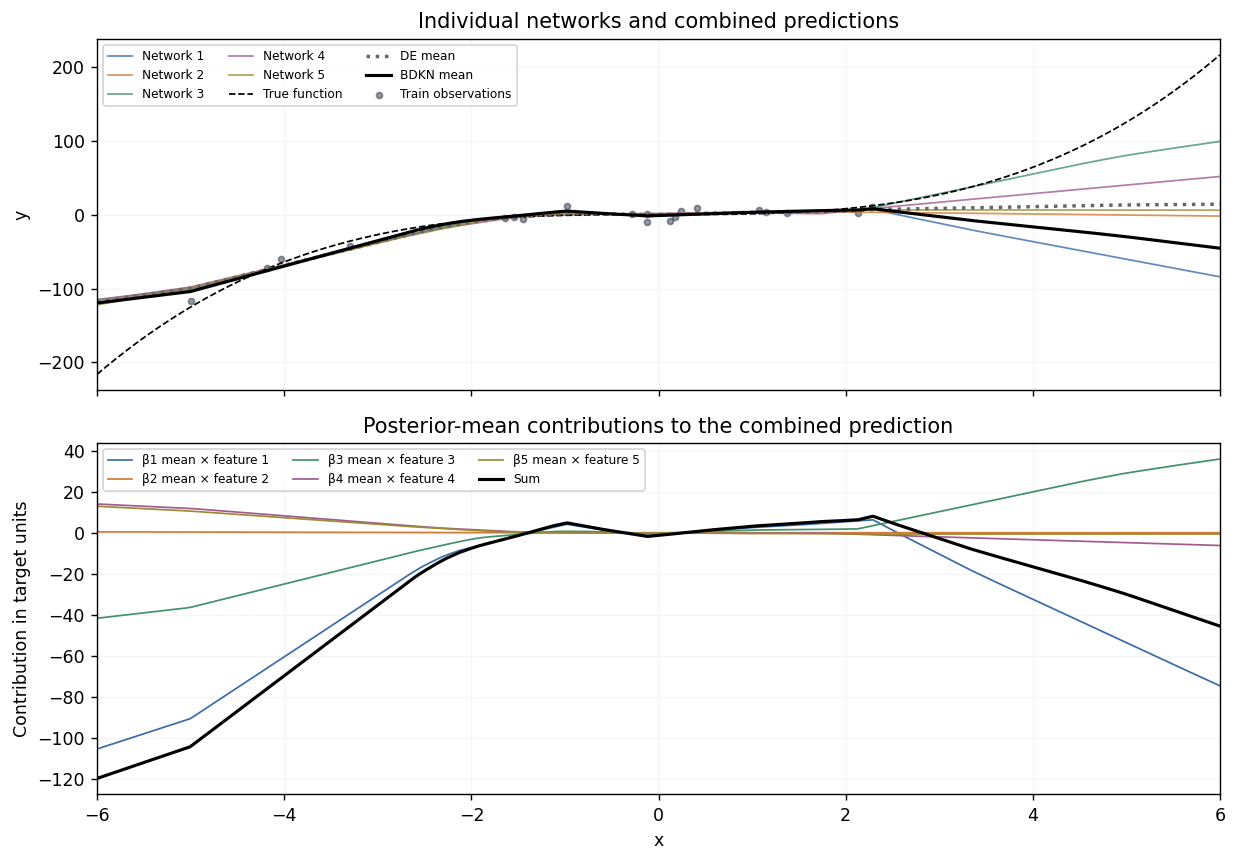 Individual networks and combined predictions
Network 1 Network 4 DE mean
Network 2 Network 5 BDKN mean
Network 3 True function Train observations
200
100
0
−100
−200
y
Posterior-mean contributions to the combined prediction
β1 mean × feature 1 β3 mean × feature 3 β5 mean × feature 5
β2 mean × feature 2 β4 mean × feature 4 Sum
40
20
0
−20
−40
−60
−80
−100
−120
Contribution in target units
−6 −4 −2 0 2 4 6
x